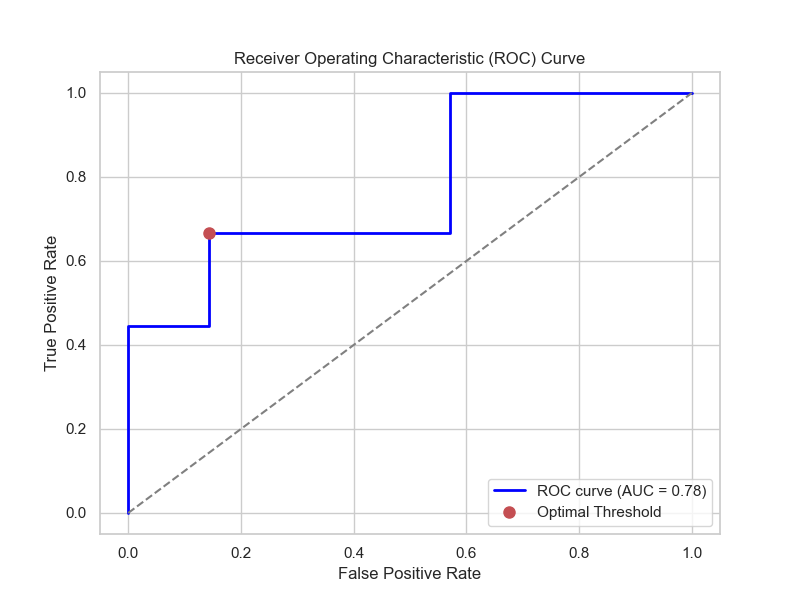 Receiver Operating Characteristic (ROC) Curve
True Positive Rate
1.0
0.8
0.6
0.4
0.2
0.0
0.0 0.2 0.4 0.6 0.8 1.0
False Positive Rate
ROC curve (AUC = 0.78)
Optimal Threshold